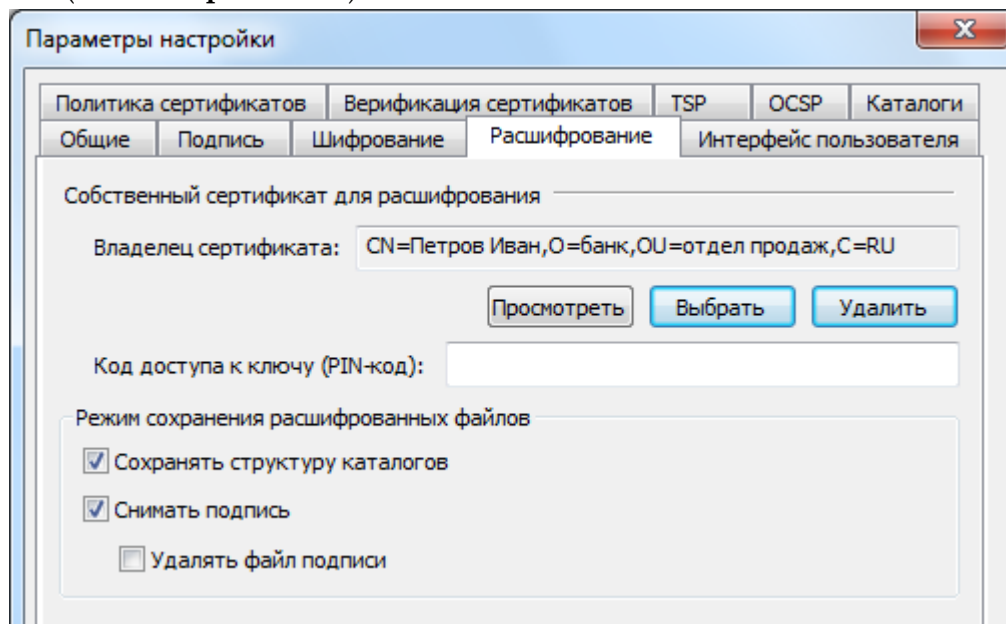 Параметры настройки
Политика сертификатов Верификация сертификатов TSP OCSP Каталоги
Общие Подпись Шифрование Расшифрование Интерфейс пользователя
Собственный сертификат для расшифрования
Владелец сертификата: CN=Петров Иван,O=банк,OU=отдел продаж,C=RU
Просмотреть Выбрать Удалить
Код доступа к ключу (PIN-код):
Режим сохранения расшифрованных файлов
Сохранять структуру каталогов
Снимать подпись
Удалять файл подписи